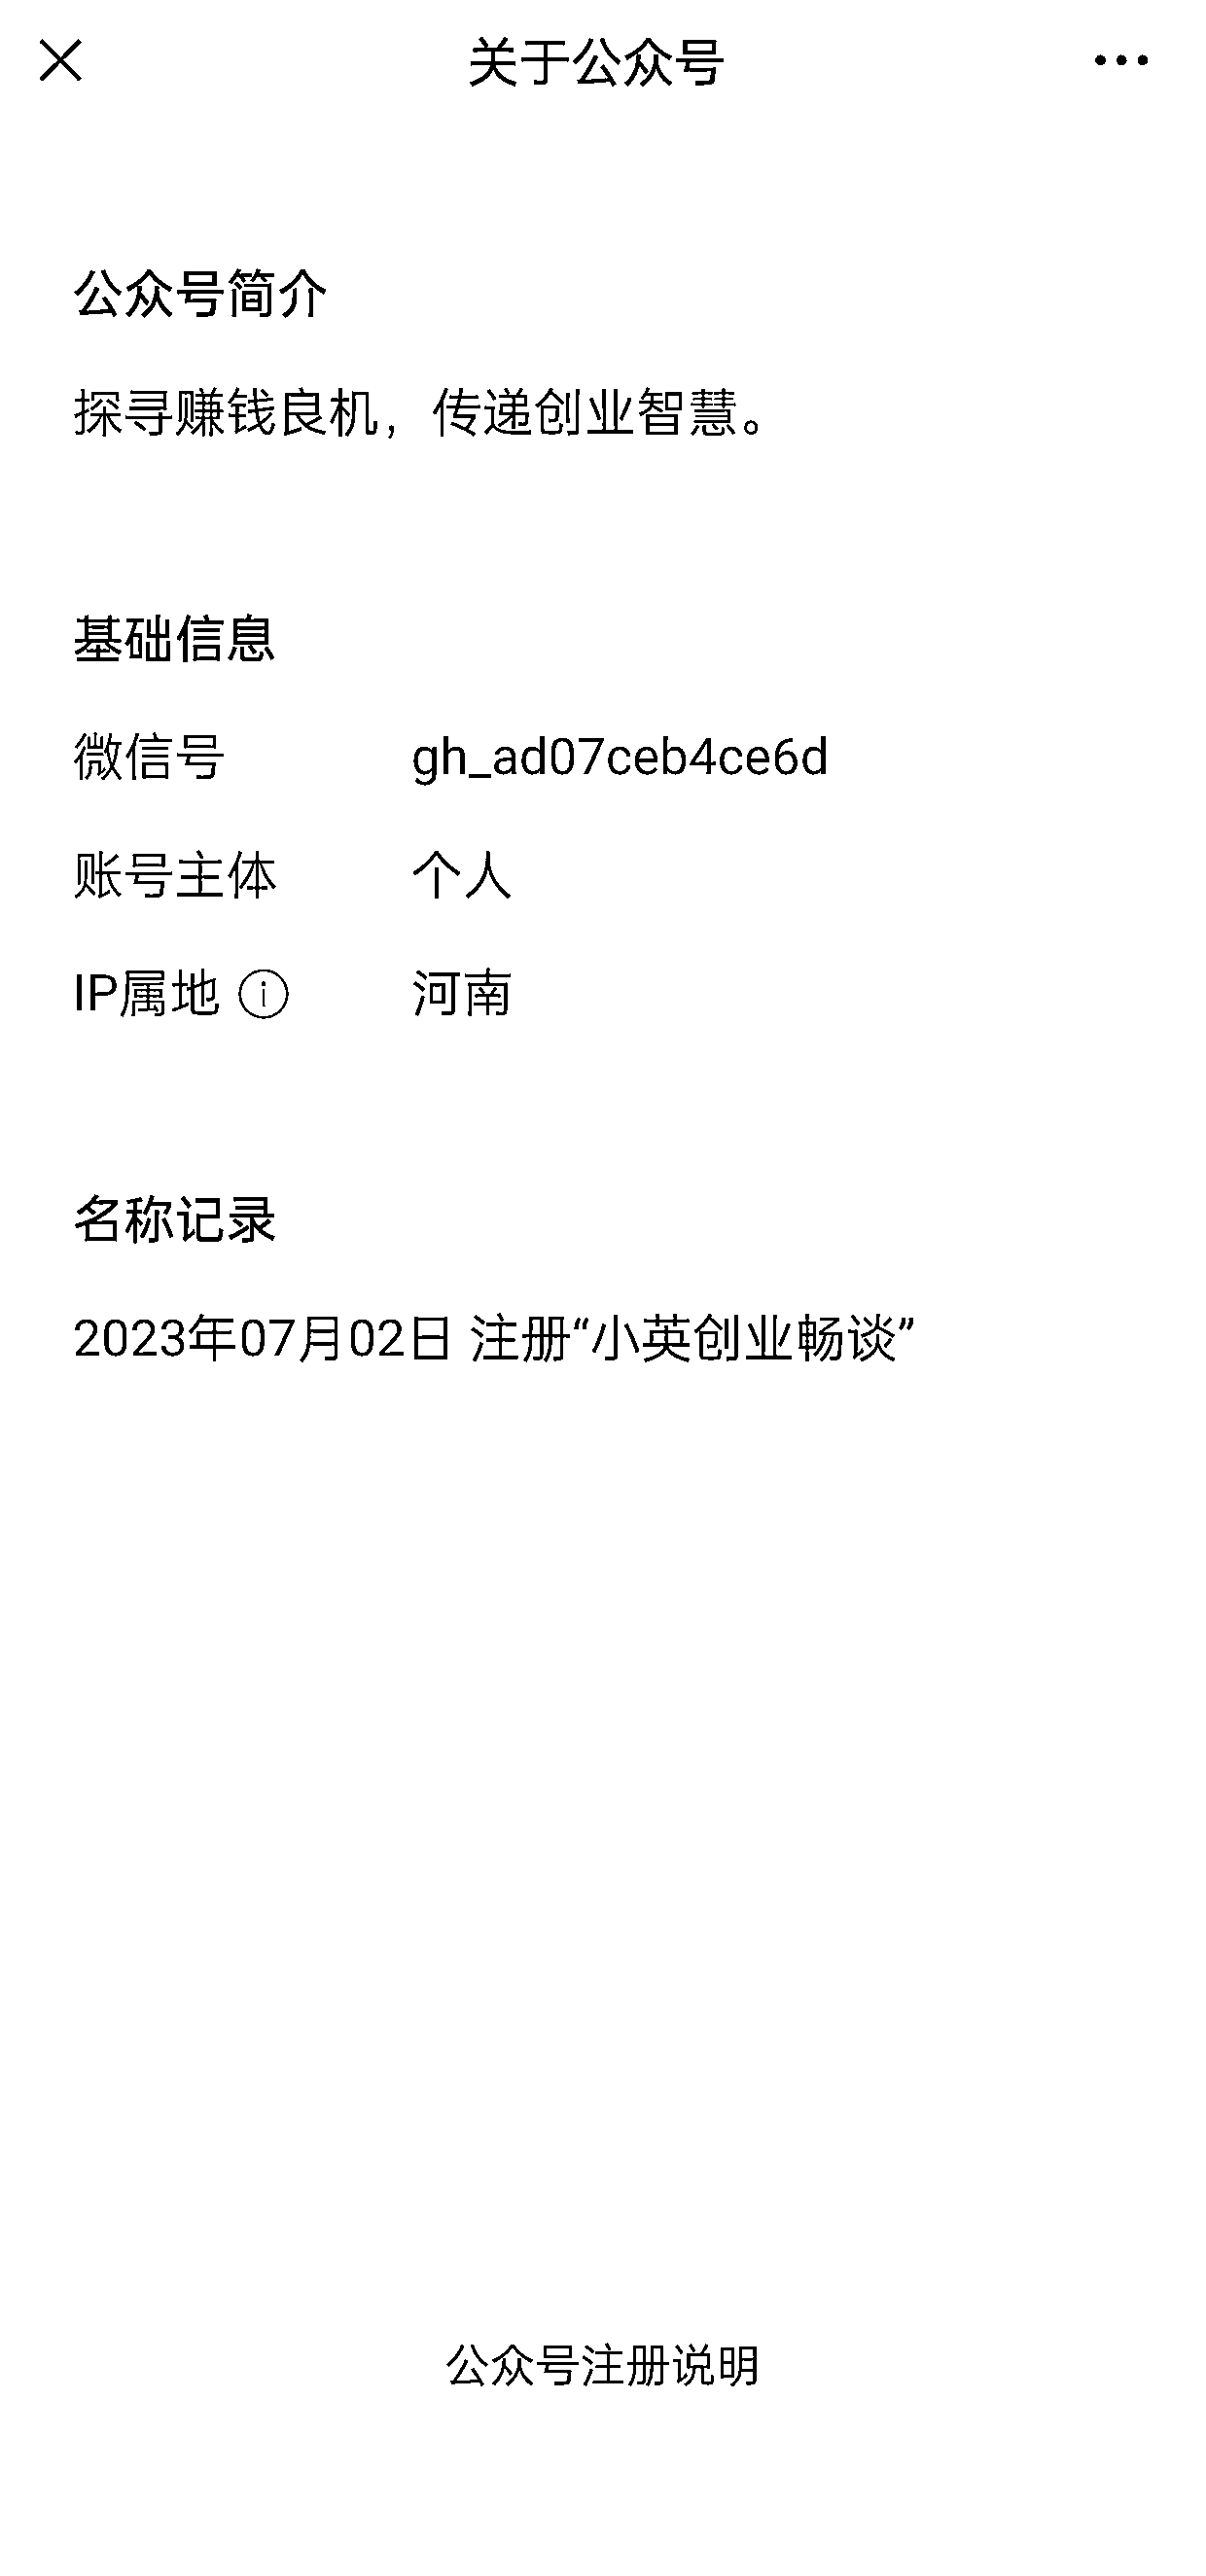 关于公众号
公众号简介
探寻赚钱良机，传递创业智慧。
基础信息
微信号 gh_ad07ceb4ce6d
账号主体 个人
IP属地 河南
名称记录
2023年07月02日 注册“小英创业畅谈”
公众号注册说明